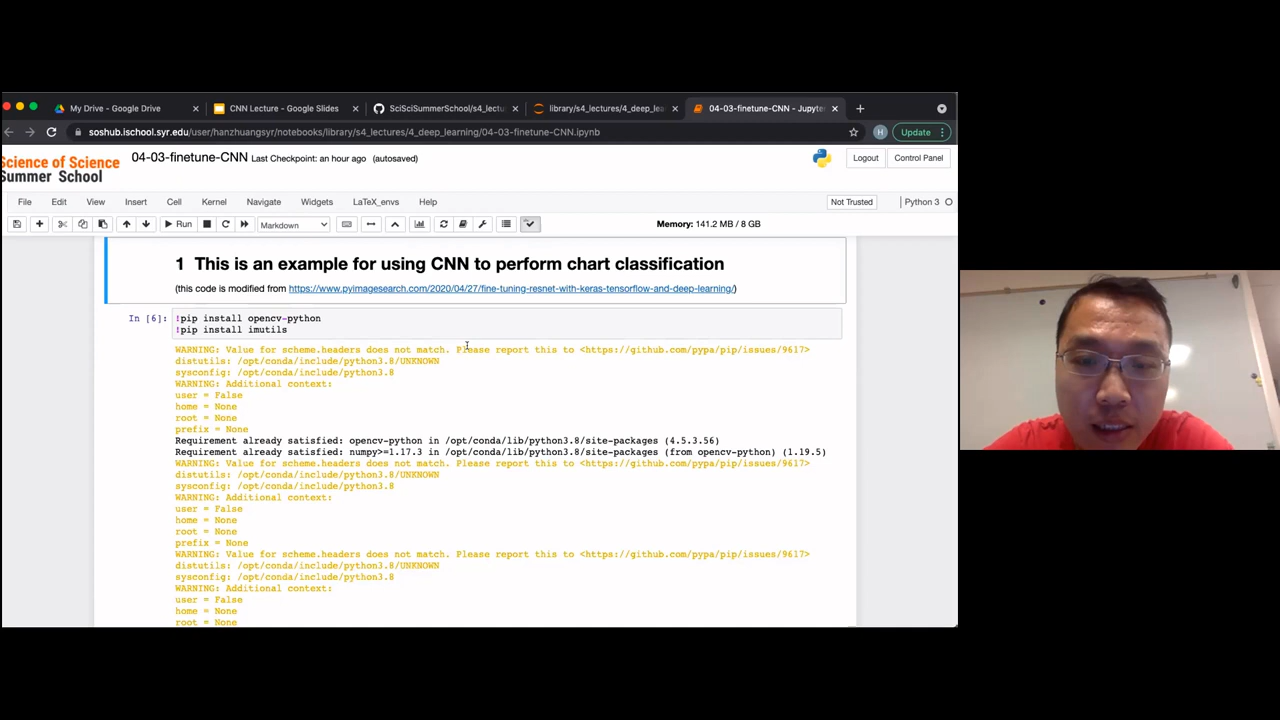 My Drive - Google Drive
CNN Lecture - Google Slides
SciSciSummerSchool/s4_lectu
library/s4_lectures/4_deep_lea
04-03-finetune-CNN - Jupyter
soshub.ischool.syr.edu/user/hanzhuangsyr/notebooks/library/s4_lectures/4_deep_learning/04-03-finetune-CNN.ipynb
H
Update
Science of Science
Summer School
04-03-finetune-CNN Last Checkpoint: an hour ago (autosaved)
Logout
Control Panel
File Edit View Insert Cell Kernel Navigate Widgets LaTeX_envs Help
Not Trusted
Python 3
Run
Markdown
Memory: 141.2 MB / 8 GB
1 This is an example for using CNN to perform chart classification
(this code is modified from https://www.pyimagesearch.com/2020/04/27/fine-tuning-resnet-with-keras-tensorflow-and-deep-learning/)
In [6]: !pip install opencv-python
!pip install imutils
WARNING: Value for scheme.headers does not match. Please report this to <https://github.com/pypa/pip/issues/9617>
distutils: /opt/conda/include/python3.8/UNKNOWN
sysconfig: /opt/conda/include/python3.8
WARNING: Additional context:
user = False
home = None
root = None
prefix = None
Requirement already satisfied: opencv-python in /opt/conda/lib/python3.8/site-packages (4.5.3.56)
Requirement already satisfied: numpy>=1.17.3 in /opt/conda/lib/python3.8/site-packages (from opencv-python) (1.19.5)
WARNING: Value for scheme.headers does not match. Please report this to <https://github.com/pypa/pip/issues/9617>
distutils: /opt/conda/include/python3.8/UNKNOWN
sysconfig: /opt/conda/include/python3.8
WARNING: Additional context:
user = False
home = None
root = None
prefix = None
WARNING: Value for scheme.headers does not match. Please report this to <https://github.com/pypa/pip/issues/9617>
distutils: /opt/conda/include/python3.8/UNKNOWN
sysconfig: /opt/conda/include/python3.8
WARNING: Additional context:
user = False
home = None
root = None